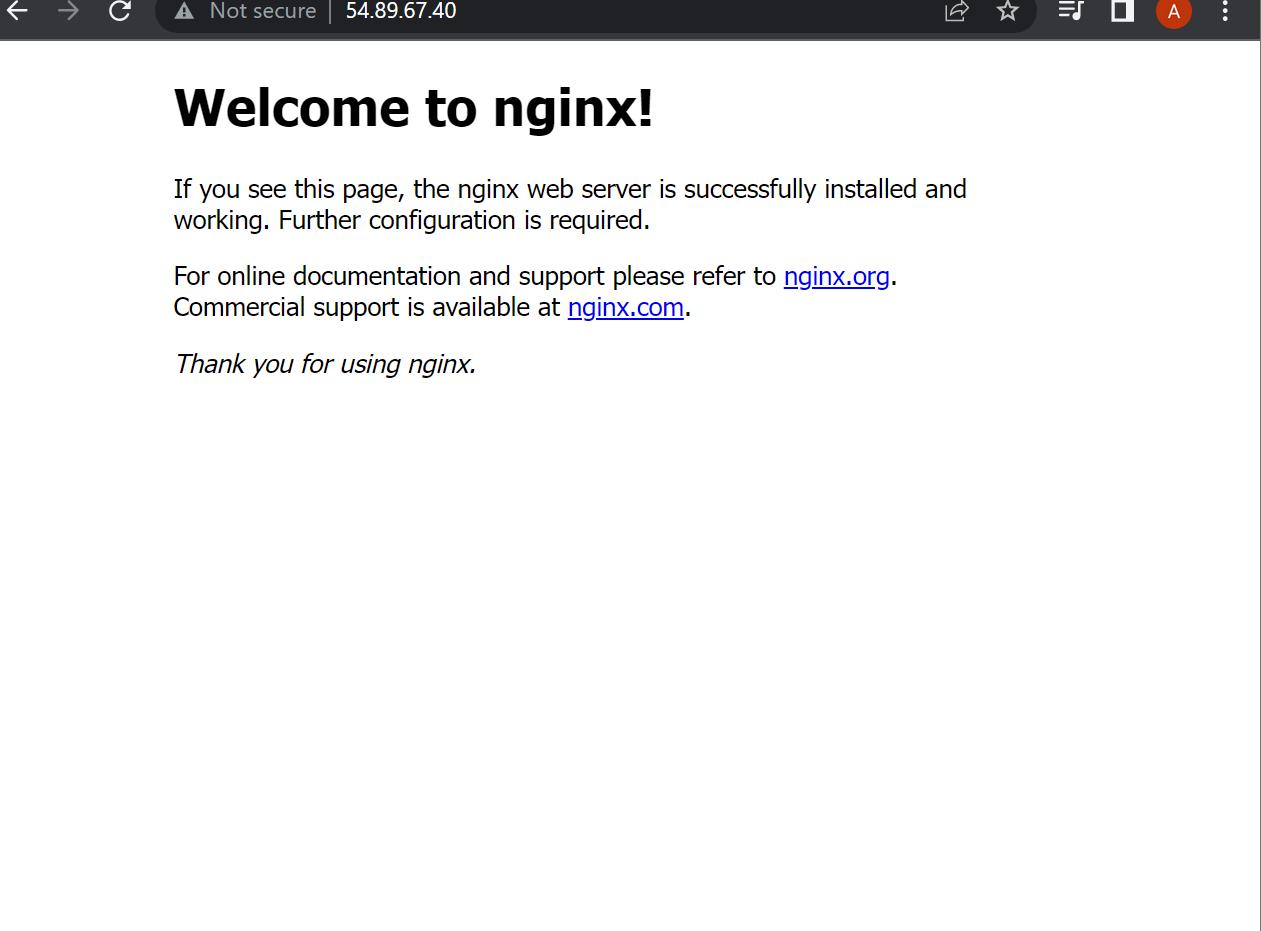 Not secure 54.89.67.40
A
Welcome to nginx!
If you see this page, the nginx web server is successfully installed and
working. Further configuration is required.
For online documentation and support please refer to nginx.org.
Commercial support is available at nginx.com.
Thank you for using nginx.